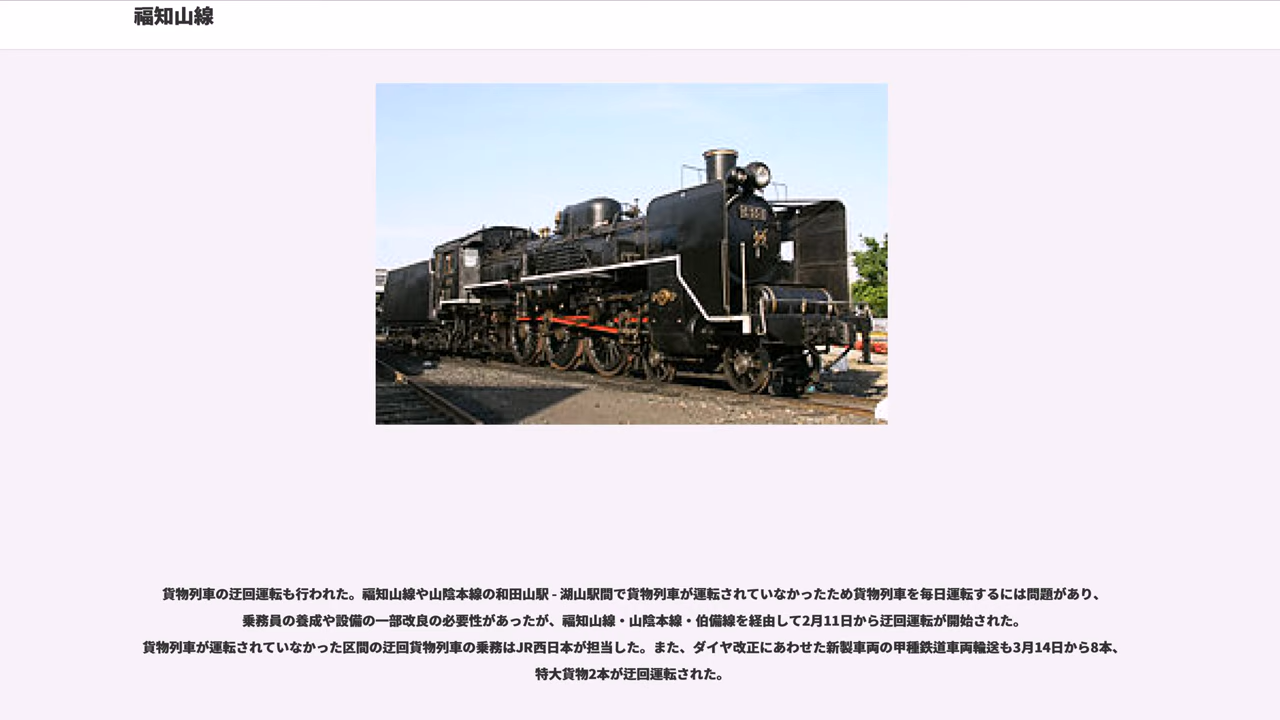 福知山線
貨物列車の迂回運転も行われた。福知山線や山陰本線の和田山駅 - 湖山駅間で貨物列車が運転されていなかったため貨物列車を毎日運転するには問題があり、
乗務員の養成や設備の一部改良の必要性があったが、福知山線・山陰本線・伯備線を経由して2月11日から迂回運転が開始された。
貨物列車が運転されていなかった区間の迂回貨物列車の乗務はJR西日本が担当した。また、ダイヤ改正にあわせた新製車両の甲種鉄道車両輸送も3月14日から8本、
特大貨物2本が迂回運転された。